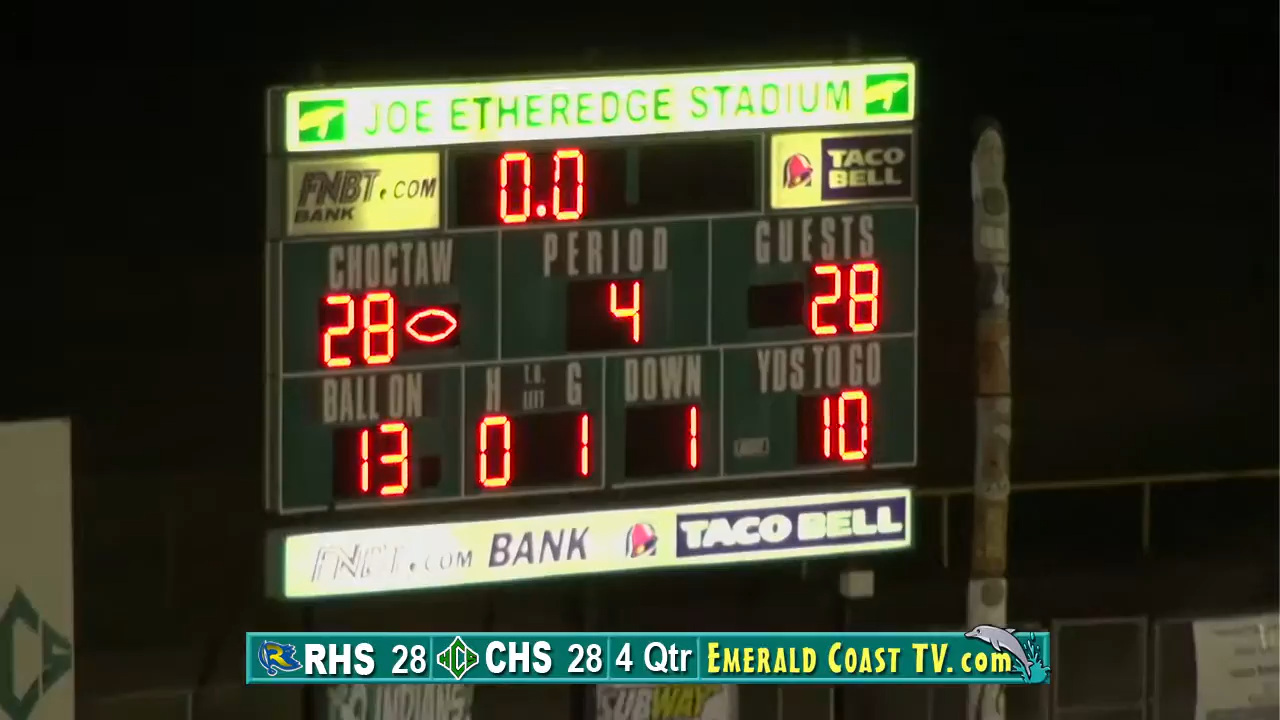 JOE ETHEREDGE STADIUM
FNBT.COM
BANK
0.0
TACO
BELL
CHOCTAW PERIOD GUESTS
28 4 28
BALL ON H T.O. G DOWN YDS TO GO
LEFT
13 0 1 1 10
FNBT.COM BANK TACO BELL
RHS 28 CHS 28 4 Qtr EMERALD COAST TV.com
INDIANS SUBWAY